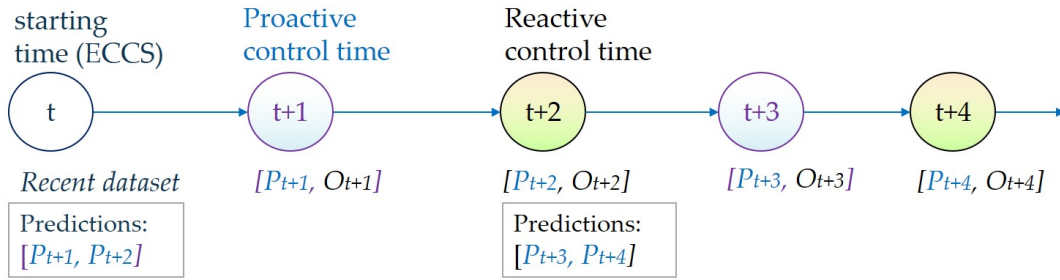 starting
time (ECCS)
Proactive
control time
Reactive
control time
t
t+1
t+2
t+3
t+4
Recent dataset
[Pt+1, Ot+1]
[Pt+2, Ot+2]
[Pt+3, Ot+3]
[Pt+4, Ot+4]
Predictions:
[Pt+1, Pt+2]
Predictions:
[Pt+3, Pt+4]